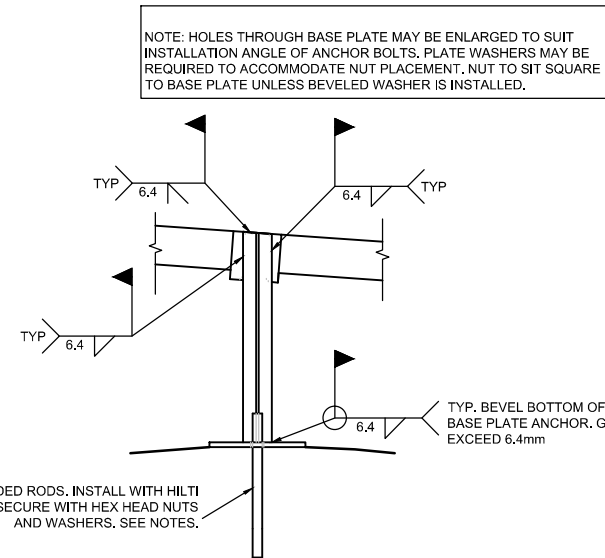 NOTE: HOLES THROUGH BASE PLATE MAY BE ENLARGED TO SUIT
INSTALLATION ANGLE OF ANCHOR BOLTS. PLATE WASHERS MAY BE
REQUIRED TO ACCOMMODATE NUT PLACEMENT. NUT TO SIT SQUARE
TO BASE PLATE UNLESS BEVELED WASHER IS INSTALLED.
TYP
6.4
6.4
TYP
TYP
6.4
6.4
TYP. BEVEL BOTTOM OF
BASE PLATE ANCHOR. G
EXCEED 6.4mm
DED RODS. INSTALL WITH HILTI
SECURE WITH HEX HEAD NUTS
AND WASHERS. SEE NOTES.